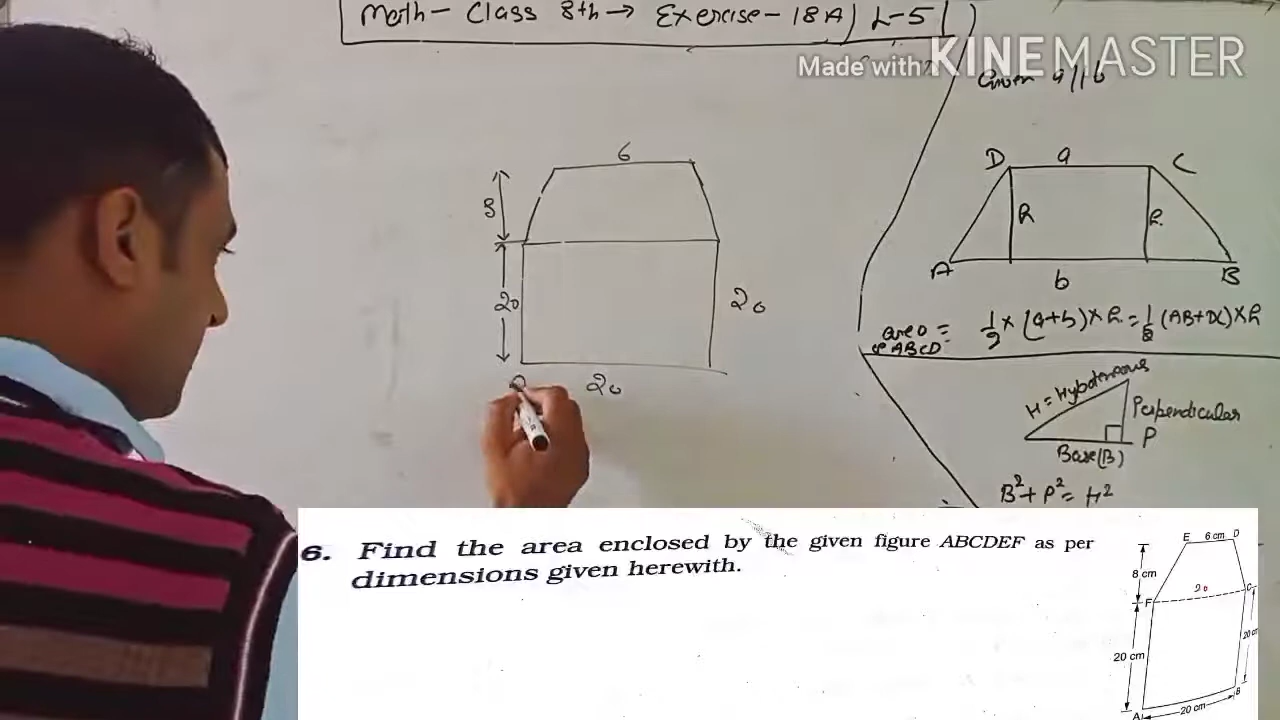 Math - Class 8th → Exercise - 18A) L-5
Made with KINEMASTER
Given a || b
6
8
20
20
20
D a C
h h
A b B
area of ABCD = 1/2 × (a+b) × h = 1/2 (AB+DC) × h
H = Hybotenous
Perpendicular
P
Base(B)
B² + P² = H²
6. Find the area enclosed by the given figure ABCDEF as per
dimensions given herewith.
E 6 cm D
8 cm
F 20 C
20 cm
20 cm
A 20 cm B